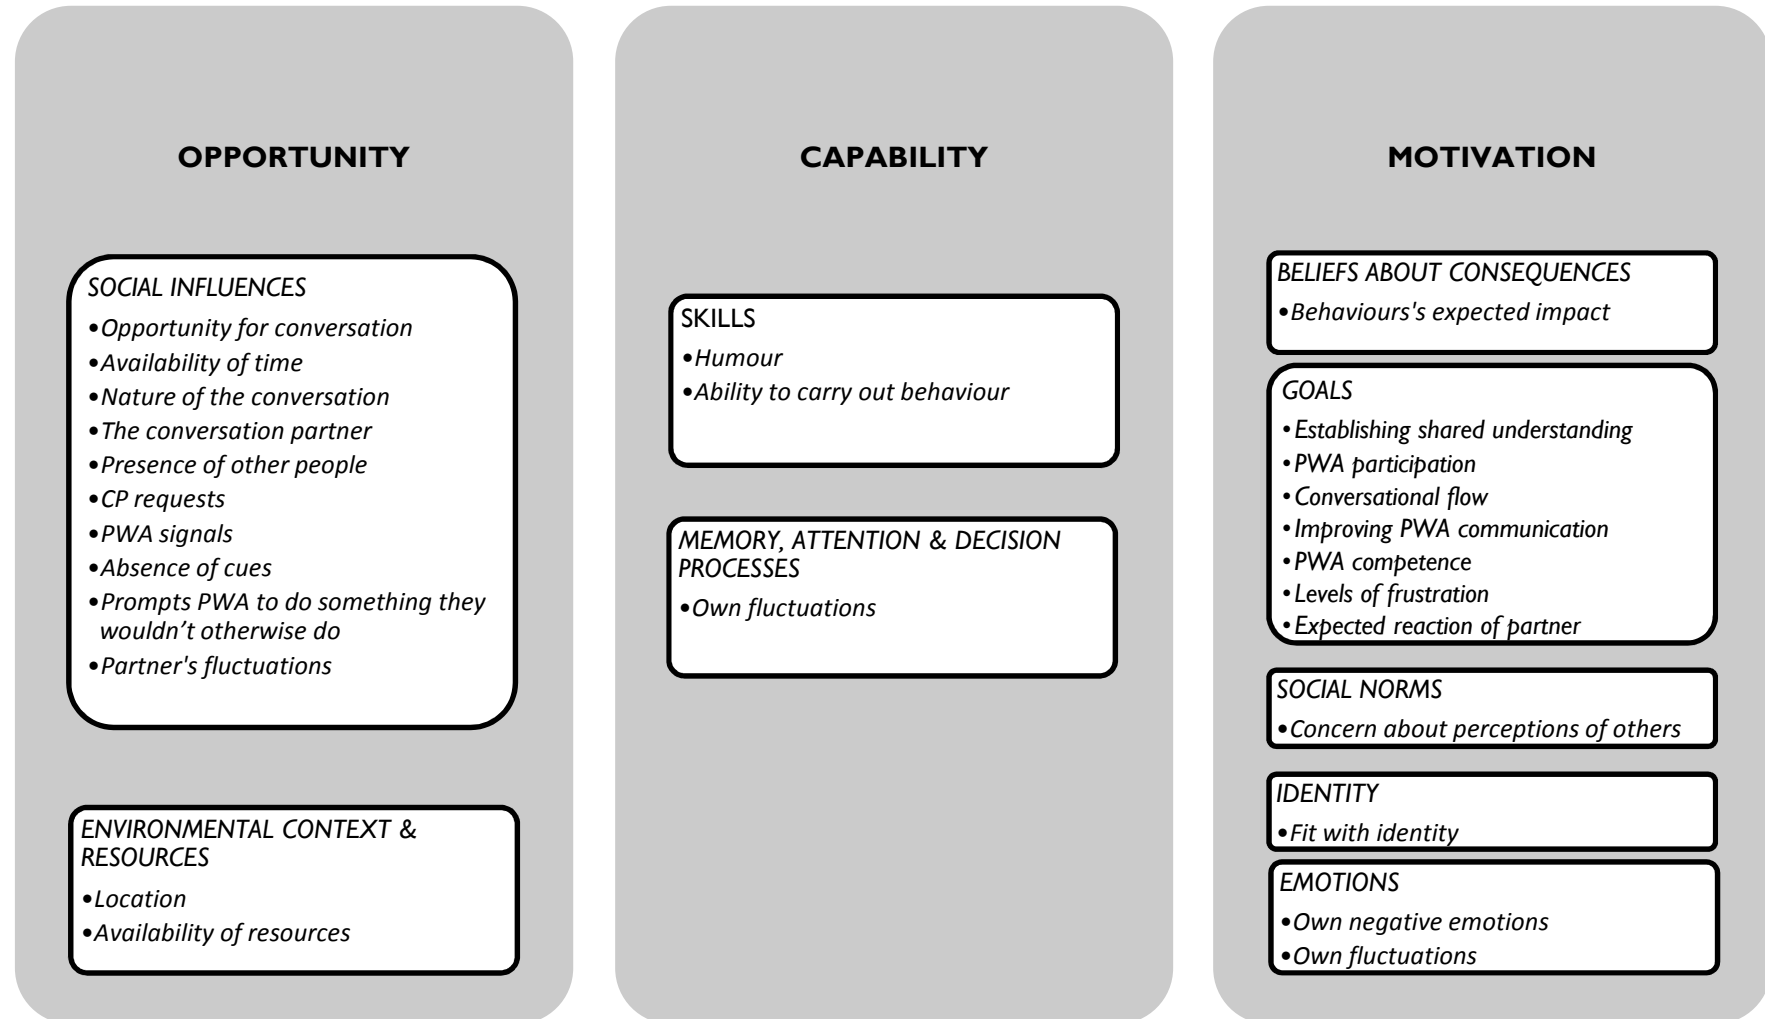 OPPORTUNITY
SOCIAL INFLUENCES
•Opportunity for conversation
•Availability of time
•Nature of the conversation
•The conversation partner
•Presence of other people
•CP requests
•PWA signals
•Absence of cues
•Prompts PWA to do something they
wouldn't otherwise do
•Partner's fluctuations
ENVIRONMENTAL CONTEXT &
RESOURCES
•Location
•Availability of resources
CAPABILITY
SKILLS
•Humour
•Ability to carry out behaviour
MEMORY, ATTENTION & DECISION
PROCESSES
•Own fluctuations
MOTIVATION
BELIEFS ABOUT CONSEQUENCES
•Behaviours's expected impact
GOALS
•Establishing shared understanding
•PWA participation
•Conversational flow
•Improving PWA communication
•PWA competence
•Levels of frustration
•Expected reaction of partner
SOCIAL NORMS
•Concern about perceptions of others
IDENTITY
•Fit with identity
EMOTIONS
•Own negative emotions
•Own fluctuations